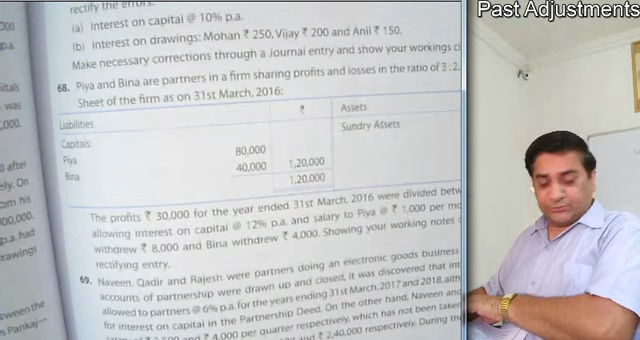 Past Adjustments
rectify the errors.
(a) Interest on capital @ 10% p.a.
(b) Interest on drawings: Mohan ₹ 250, Vijay ₹ 200 and Anil ₹ 150.
Make necessary corrections through a Journal entry and show your workings
68. Piya and Bina are partners in a firm sharing profits and losses in the ratio of 3 : 2.
Sheet of the firm as on 31st March, 2016:
Liabilities ₹ Assets
Capitals: Sundry Assets
Piya 80,000
Bina 40,000 1,20,000
1,20,000
The profits ₹ 30,000 for the year ended 31st March, 2016 were divided
allowing interest on capital @ 12% p.a. and salary to Piya @ ₹ 1,000 per
withdrew ₹ 8,000 and Bina withdrew ₹ 4,000. Showing your working notes
rectifying entry.
69. Naveen, Qadir and Rajesh were partners doing an electronic goods business
accounts of partnership were drawn up and closed, it was discovered that
allowed to partners @ 6% p.a. for the years ending 31st March, 2017 and 2018,
for interest on capital in the Partnership Deed. On the other hand, Naveen and
₹ 4,000 per quarter respectively, which has not been taken
and ₹ 2,40,000 respectively. During
after
On
his
p.a. had
drawings
between the
Pankaj—